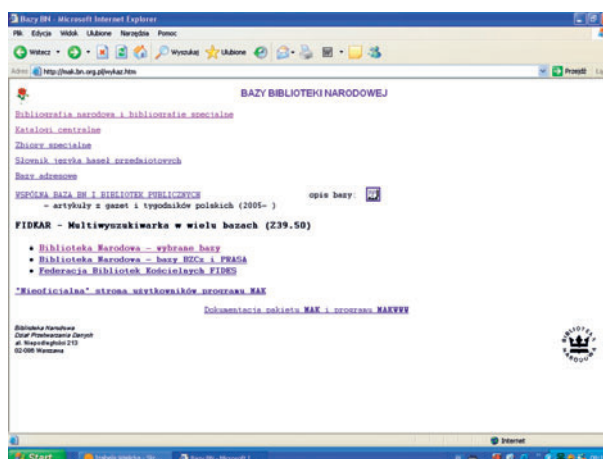 Bazy BN - Microsoft Internet Explorer
Plik Edycja Widok Ulubione Narzędzia Pomoc
Wstecz Wyszukaj Ulubione
Adres http://mak.bn.org.pl/wykaz.htm Przejdź
BAZY BIBLIOTEKI NARODOWEJ
Bibliografia narodowa i bibliografie specjalne
Katalogi centralne
Zbiory specjalne
Słownik języka haseł przedmiotowych
Bazy adresowe
WSPÓLNA BAZA BN I BIBLIOTEK PUBLICZNYCH opis bazy:
- artykuły z gazet i tygodników polskich (2005- )
FIDKAR - Multiwyszukiwarka w wielu bazach (Z39.50)
• Biblioteka Narodowa - wybrane bazy
• Biblioteka Narodowa - bazy BZCz i PRASA
• Federacja Bibliotek Kościelnych FIDES
"Nieoficjalna" strona użytkowników programu MAK
Dokumentacja pakietu MAK i programu MAKWWW
Biblioteka Narodowa
Dział Przetwarzania Danych
al. Niepodległości 213
02-086 Warszawa
BIBLIOTEKA NARODOWA
Internet
Start